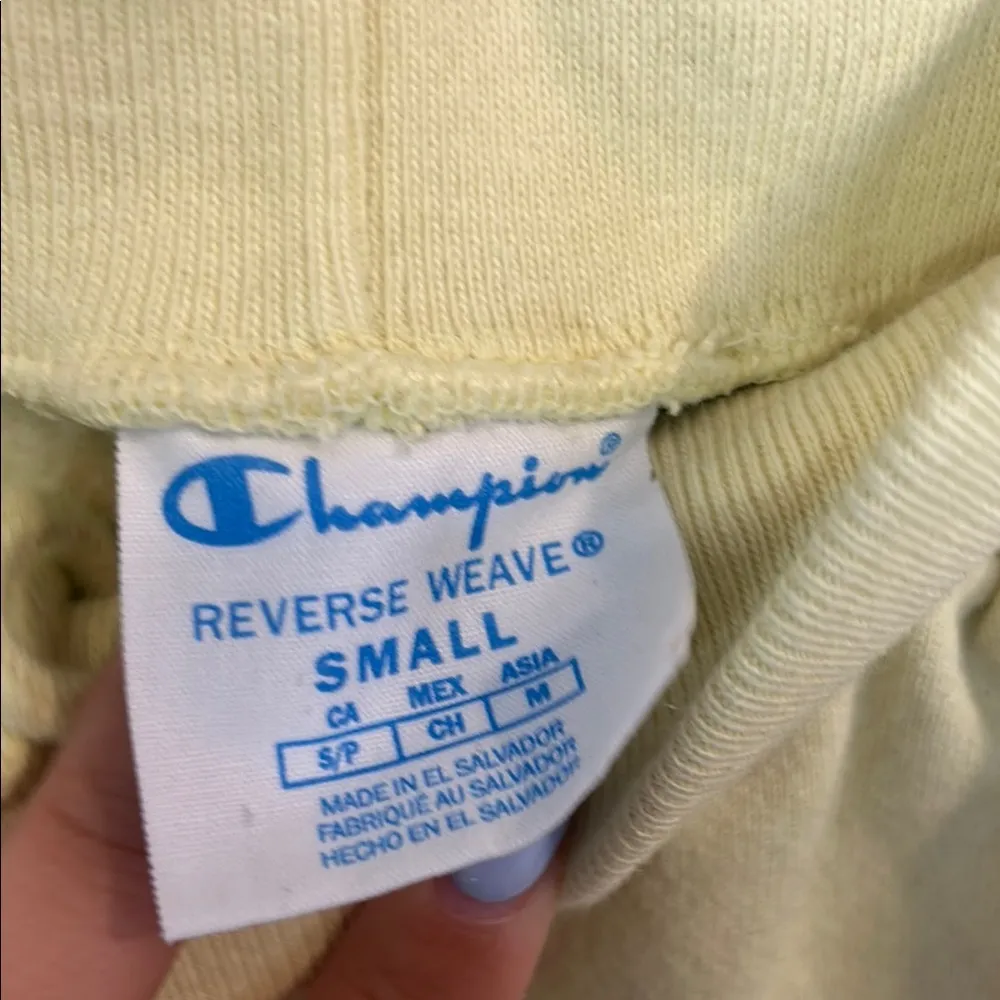 Champion®
REVERSE WEAVE®
SMALL
CA MEX ASIA
S/P CH M
MADE IN EL SALVADOR
FABRIQUÉ AU SALVADOR
HECHO EN EL SALVADOR